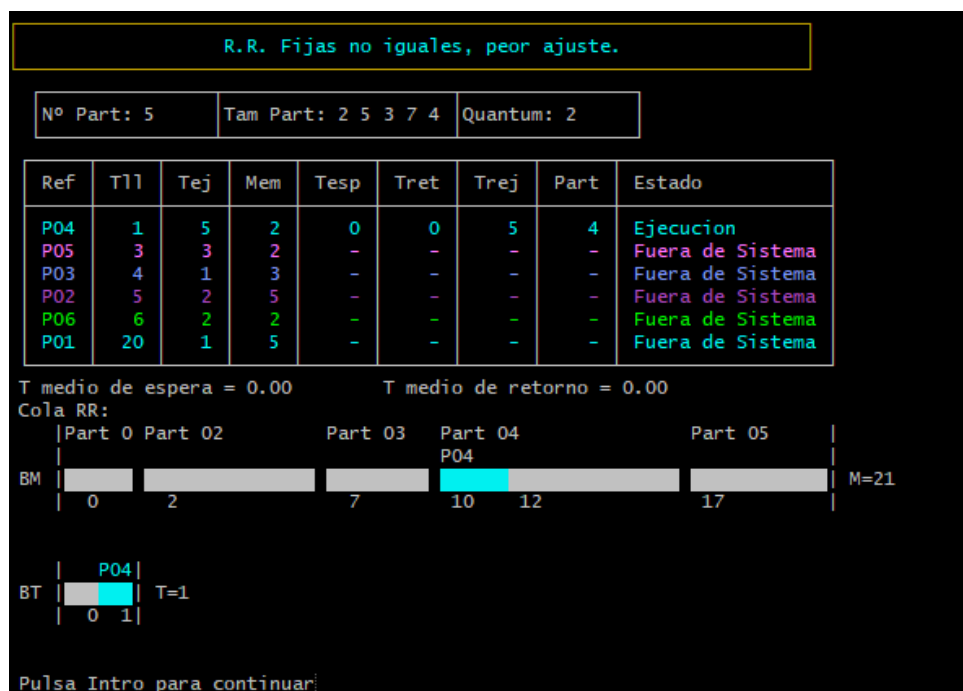 R.R. Fijas no iguales, peor ajuste.
Nº Part: 5 Tam Part: 2 5 3 7 4 Quantum: 2
Ref Tll Tej Mem Tesp Tret Trej Part Estado
P04 1 5 2 0 0 5 4 Ejecucion
P05 3 3 2 - - - - Fuera de Sistema
P03 4 1 3 - - - - Fuera de Sistema
P02 5 2 5 - - - - Fuera de Sistema
P06 6 2 2 - - - - Fuera de Sistema
P01 20 1 5 - - - - Fuera de Sistema
T medio de espera = 0.00 T medio de retorno = 0.00
Cola RR:
|Part 0 Part 02 Part 03 Part 04 Part 05 |
| P04 |
BM | | M=21
| 0 2 7 10 12 17 |
| P04|
BT | | T=1
| 0 1|
Pulsa Intro para continuar